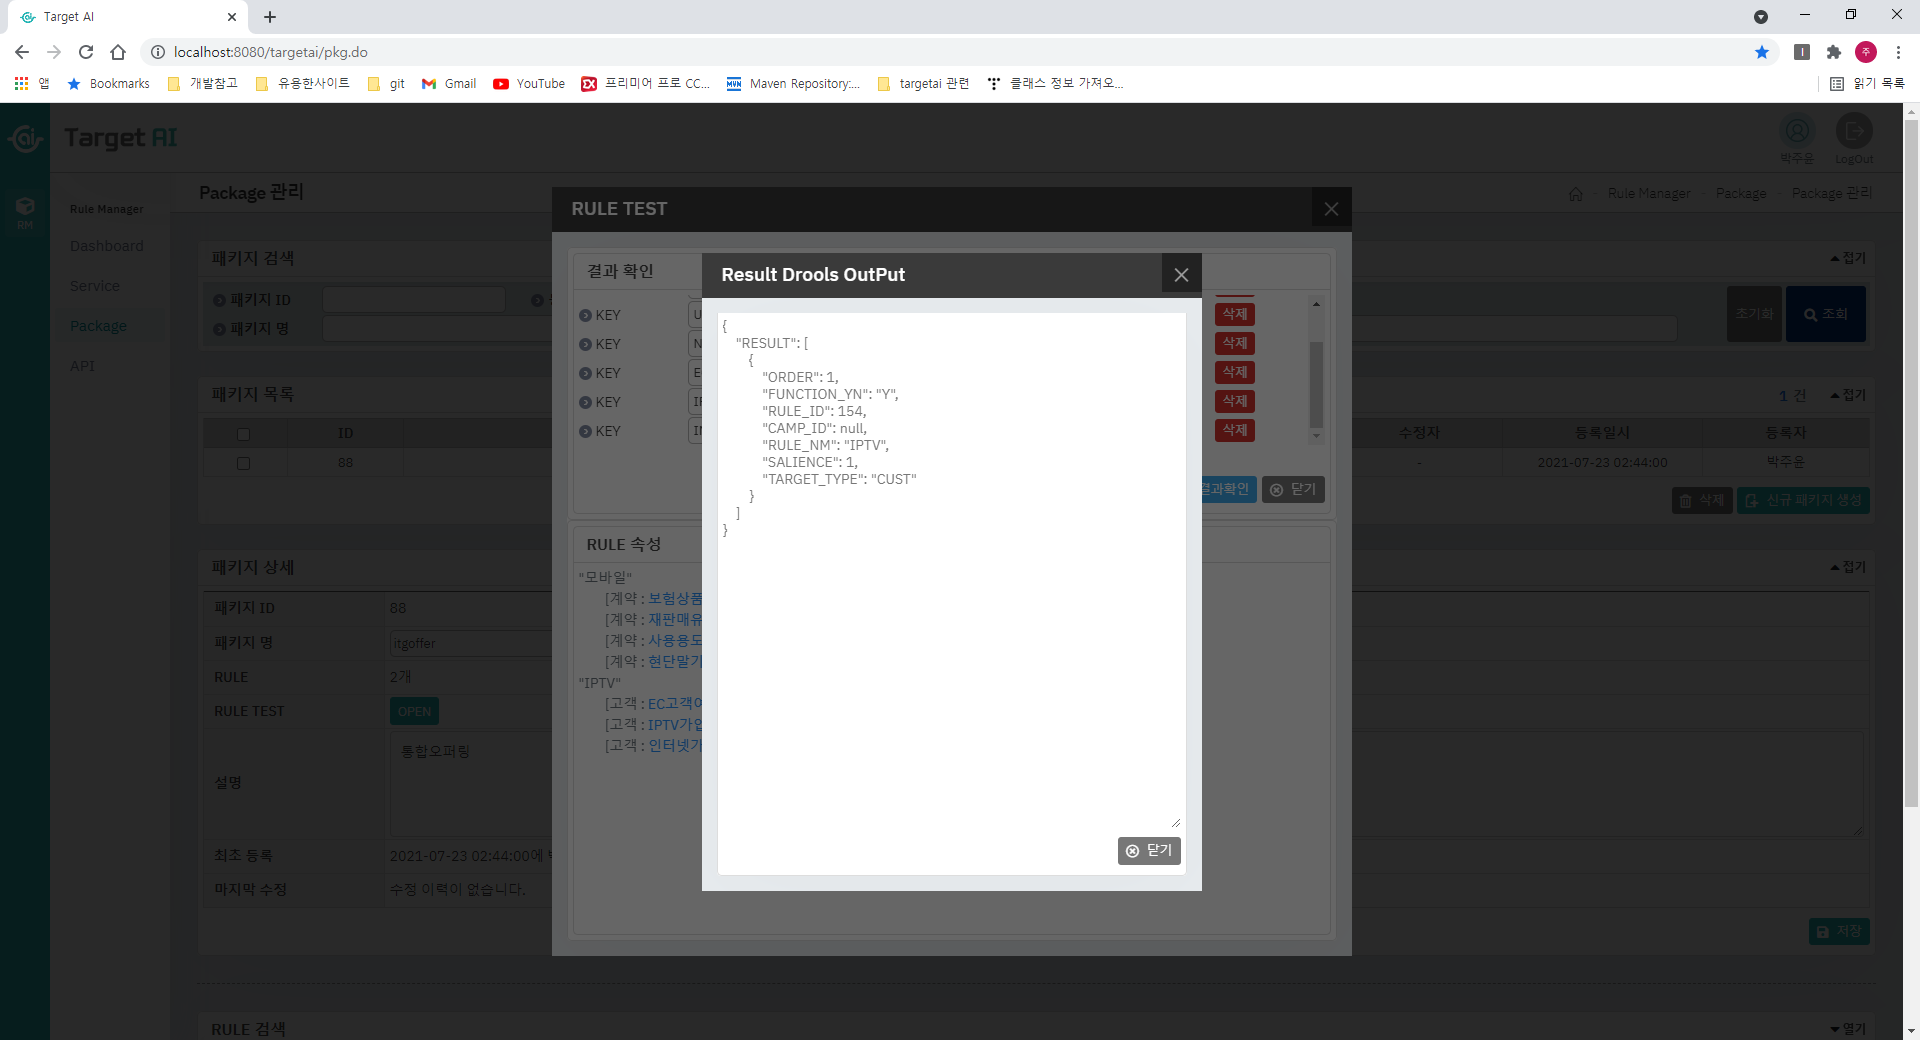 Target AI
localhost:8080/targetai/pkg.do
주
앱 Bookmarks 개발참고 유용한사이트 git Gmail YouTube 프리미어 프로 CC... Maven Repository:... targetai 관련 클래스 정보 가져오... 읽기 목록
ai Target AI
박주윤 LogOut
RM
Rule Manager
Dashboard
Service
Package
API
Package 관리
Rule Manager - Package - Package 관리
패키지 검색 접기
패키지 ID
패키지 명
초기화 조회
패키지 목록 1 건 접기
ID 수정자 등록일시 등록자
88 - 2021-07-23 02:44:00 박주윤
삭제 신규 패키지 생성
패키지 상세 접기
패키지 ID 88
패키지 명 itgoffer
RULE 2개
RULE TEST OPEN
설명 통합오퍼링
최초 등록 2021-07-23 02:44:00에
마지막 수정 수정 이력이 없습니다.
저장
RULE 검색 열기
RULE TEST
결과 확인
KEY U 삭제
KEY N 삭제
KEY E 삭제
KEY IP 삭제
KEY IN 삭제
결과확인 닫기
RULE 속성
"모바일"
[계약 : 보험상품
[계약 : 재판매유
[계약 : 사용용도
[계약 : 현단말기
"IPTV"
[고객 : EC고객여
[고객 : IPTV가입
[고객 : 인터넷가
Result Drools OutPut
{
"RESULT": [
{
"ORDER": 1,
"FUNCTION_YN": "Y",
"RULE_ID": 154,
"CAMP_ID": null,
"RULE_NM": "IPTV",
"SALIENCE": 1,
"TARGET_TYPE": "CUST"
}
]
}
닫기